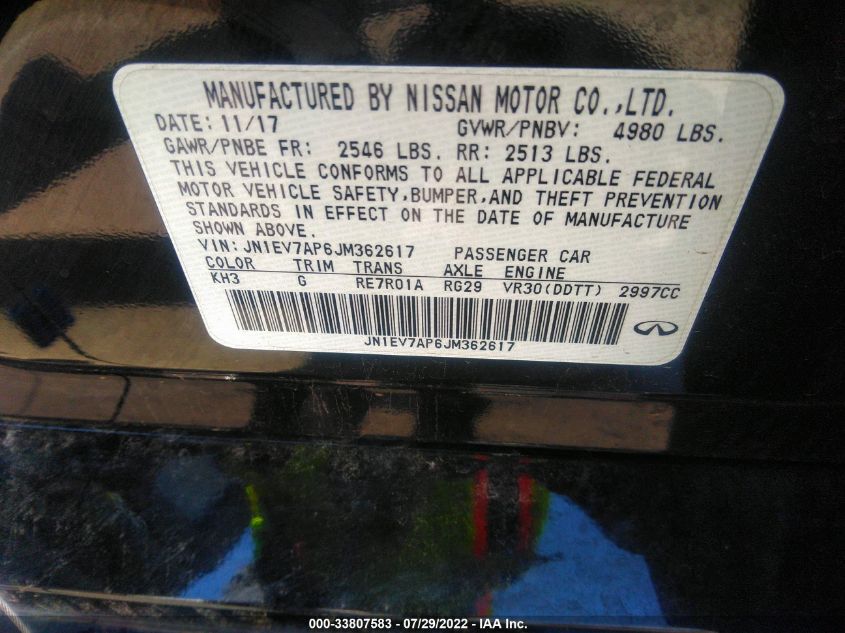 MANUFACTURED BY NISSAN MOTOR CO.,LTD.
DATE: 11/17 GVWR/PNBV: 4980 LBS.
GAWR/PNBE FR: 2546 LBS. RR: 2513 LBS.
THIS VEHICLE CONFORMS TO ALL APPLICABLE FEDERAL
MOTOR VEHICLE SAFETY,BUMPER,AND THEFT PREVENTION
STANDARDS IN EFFECT ON THE DATE OF MANUFACTURE
SHOWN ABOVE.
VIN: JN1EV7AP6JM362617 PASSENGER CAR
COLOR TRIM TRANS AXLE ENGINE
KH3 G RE7R01A RG29 VR30(DDTT) 2997CC
JN1EV7AP6JM362617
000-33807583 / 07/29/2022 - IAA Inc.